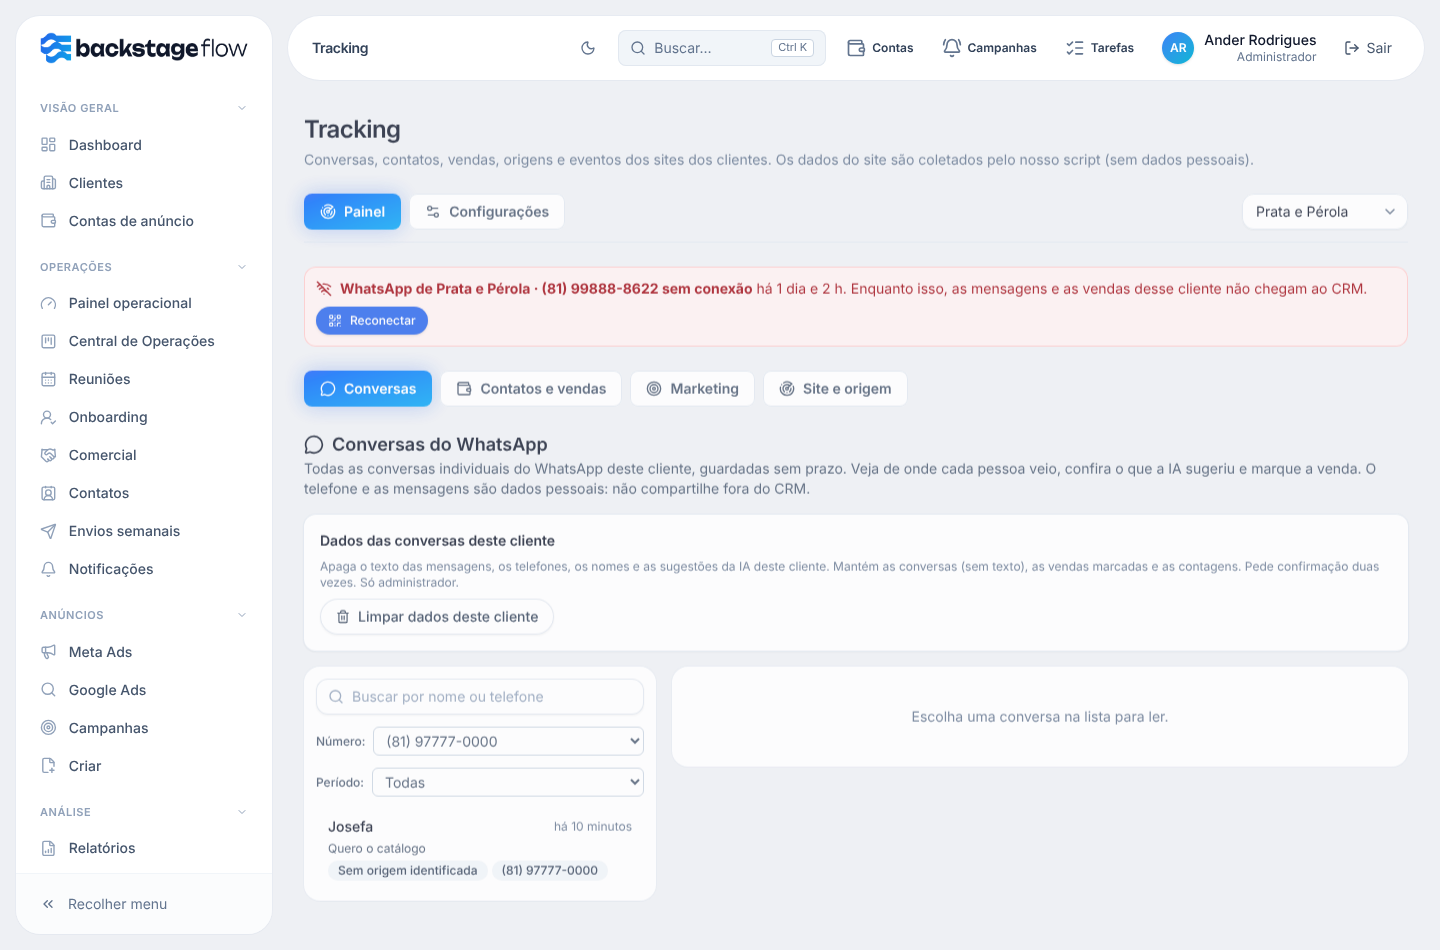 backstageflow
VISÃO GERAL
Dashboard
Clientes
Contas de anúncio
OPERAÇÕES
Painel operacional
Central de Operações
Reuniões
Onboarding
Comercial
Contatos
Envios semanais
Notificações
ANÚNCIOS
Meta Ads
Google Ads
Campanhas
Criar
ANÁLISE
Relatórios
Recolher menu
Tracking
Buscar...
Ctrl K
Contas
Campanhas
Tarefas
AR
Ander Rodrigues
Administrador
Sair
Tracking
Conversas, contatos, vendas, origens e eventos dos sites dos clientes. Os dados do site são coletados pelo nosso script (sem dados pessoais).
Painel
Configurações
Prata e Pérola
WhatsApp de Prata e Pérola · (81) 99888-8622 sem conexão há 1 dia e 2 h. Enquanto isso, as mensagens e as vendas desse cliente não chegam ao CRM.
Reconectar
Conversas
Contatos e vendas
Marketing
Site e origem
Conversas do WhatsApp
Todas as conversas individuais do WhatsApp deste cliente, guardadas sem prazo. Veja de onde cada pessoa veio, confira o que a IA sugeriu e marque a venda. O
telefone e as mensagens são dados pessoais: não compartilhe fora do CRM.
Dados das conversas deste cliente
Apaga o texto das mensagens, os telefones, os nomes e as sugestões da IA deste cliente. Mantém as conversas (sem texto), as vendas marcadas e as contagens. Pede confirmação duas
vezes. Só administrador.
Limpar dados deste cliente
Buscar por nome ou telefone
Número:
(81) 97777-0000
Período:
Todas
Josefa
há 10 minutos
Quero o catálogo
Sem origem identificada
(81) 97777-0000
Escolha uma conversa na lista para ler.